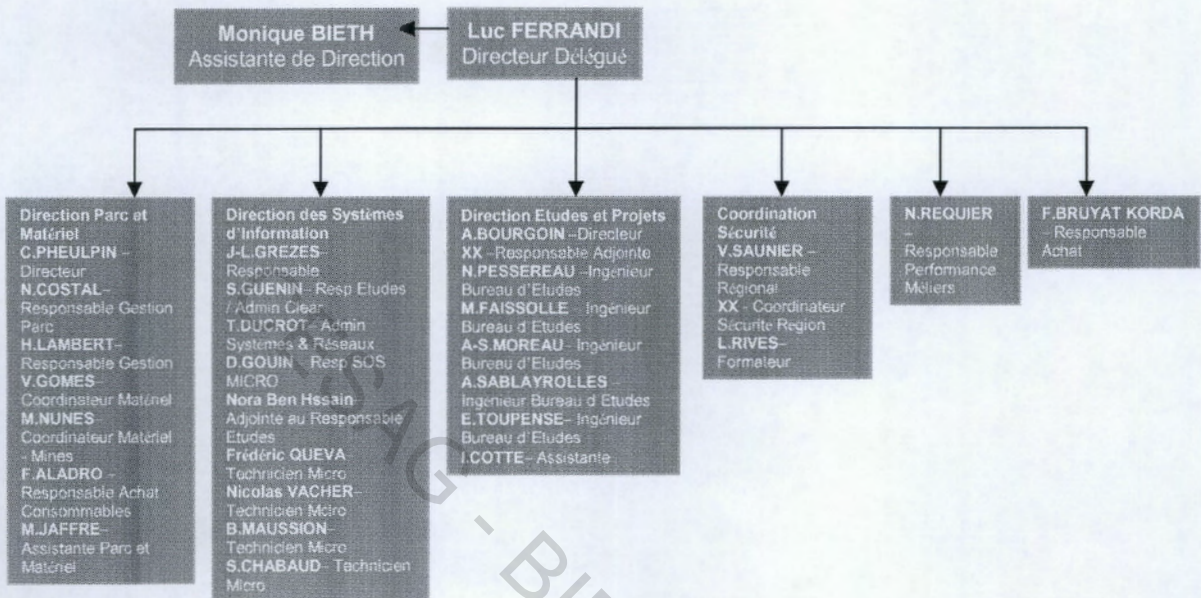 Monique BIETH
Assistante de Direction
Luc FERRANDI
Directeur Délégué
Direction Parc et
Matériel
C.PHEULPIN –
Directeur
N.COSTAL–
Responsable Gestion
Parc
H.LAMBERT–
Responsable Gestion
V.GOMES–
Coordinateur Matériel
M.NUNES–
Coordinateur Matériel
- Mines
F.ALADRO –
Responsable Achat
Consommables
M.JAFFRE–
Assistante Parc et
Matériel
Direction des Systèmes
d'Information
J-L.GREZES–
Responsable
S.GUENIN– Resp Etudes
/ Admin Clear
T.DUCROT– Admin
Systèmes & Réseaux
D.GOUIN– Resp SOS
MICRO
Nora Ben Hssain
Adjointe au Responsable
Etudes
Frédéric QUEVA–
Technicien Micro
Nicolas VACHER–
Technicien Mciro
B.MAUSSION–
Technicien Micro
S.CHABAUD– Technicien
Micro
Direction Etudes et Projets
A.BOURGOIN –Directeur
XX – Responsable Adjointe
N.PESSEREAU –Ingénieur
Bureau d'Etudes
M.FAISSOLLE – Ingénieur
Bureau d'Etudes
A-S.MOREAU– Ingénieur
Bureau d'Etudes
A.SABLAYROLLES –
Ingénieur Bureau d'Etudes
E.TOUPENSE– Ingénieur
Bureau d'Etudes
I.COTTE– Assistante
Coordination
Sécurité
V.SAUNIER –
Responsable
Régional
XX - Coordinateur
Sécurite Region
L.RIVES–
Formateur
N.REQUIER
–
Responsable
Performance
Métiers
F.BRUYAT KORDA
- Responsable
Achat